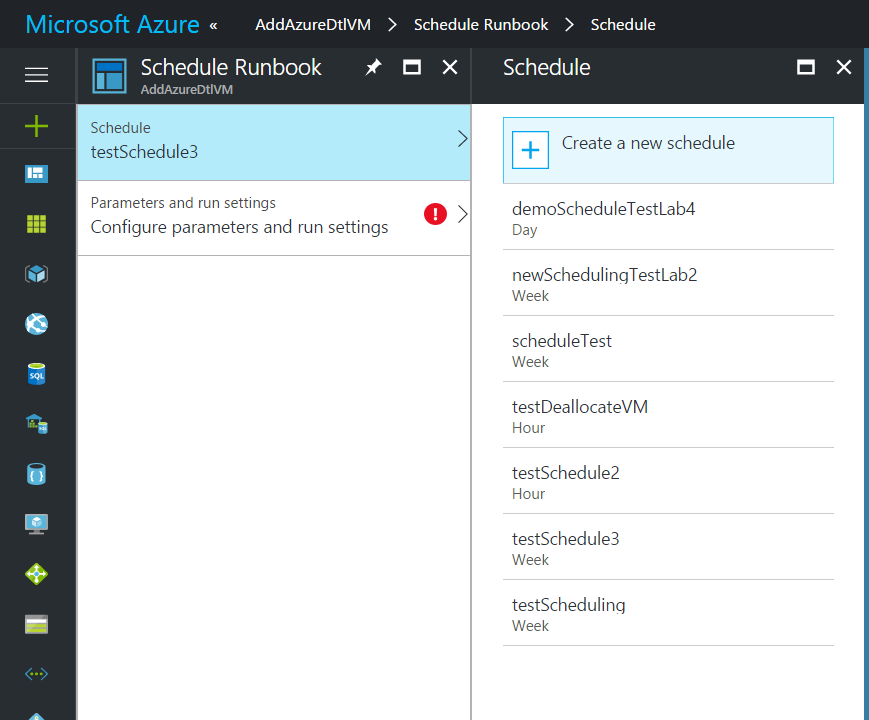 Microsoft Azure « AddAzureDtlVM > Schedule Runbook > Schedule
Schedule Runbook
AddAzureDtlVM
Schedule
testSchedule3
Parameters and run settings
Configure parameters and run settings
Schedule
Create a new schedule
demoScheduleTestLab4
Day
newSchedulingTestLab2
Week
scheduleTest
Week
testDeallocateVM
Hour
testSchedule2
Hour
testSchedule3
Week
testScheduling
Week
SQL